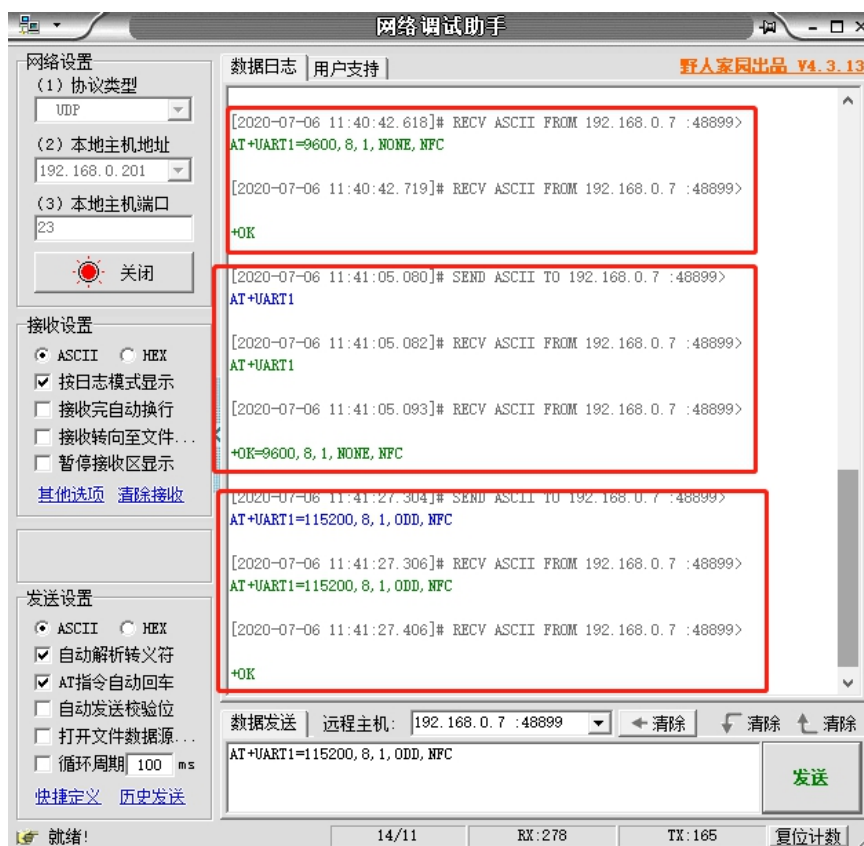 网络调试助手
网络设置
(1) 协议类型
UDP
(2) 本地主机地址
192.168.0.201
(3) 本地主机端口
23
关闭
接收设置
ASCII HEX
按日志模式显示
接收完自动换行
接收转向至文件...
暂停接收区显示
其他选项 清除接收
发送设置
ASCII HEX
自动解析转义符
AT指令自动回车
自动发送校验位
打开文件数据源...
循环周期 100 ms
快捷定义 历史发送
数据日志 用户支持 野人家园出品 V4.3.13
[2020-07-06 11:40:42.618]# RECV ASCII FROM 192.168.0.7 :48899>
AT+UART1=9600,8,1,NONE,NFC
[2020-07-06 11:40:42.719]# RECV ASCII FROM 192.168.0.7 :48899>
+OK
[2020-07-06 11:41:05.080]# SEND ASCII TO 192.168.0.7 :48899>
AT+UART1
[2020-07-06 11:41:05.082]# RECV ASCII FROM 192.168.0.7 :48899>
AT+UART1
[2020-07-06 11:41:05.093]# RECV ASCII FROM 192.168.0.7 :48899>
+OK=9600,8,1,NONE,NFC
[2020-07-06 11:41:27.304]# SEND ASCII TO 192.168.0.7 :48899>
AT+UART1=115200,8,1,ODD,NFC
[2020-07-06 11:41:27.306]# RECV ASCII FROM 192.168.0.7 :48899>
AT+UART1=115200,8,1,ODD,NFC
[2020-07-06 11:41:27.406]# RECV ASCII FROM 192.168.0.7 :48899>
+OK
数据发送 远程主机: 192.168.0.7 :48899 清除 清除 清除
AT+UART1=115200,8,1,ODD,NFC
发送
就绪! 14/11 RX:278 TX:165 复位计数